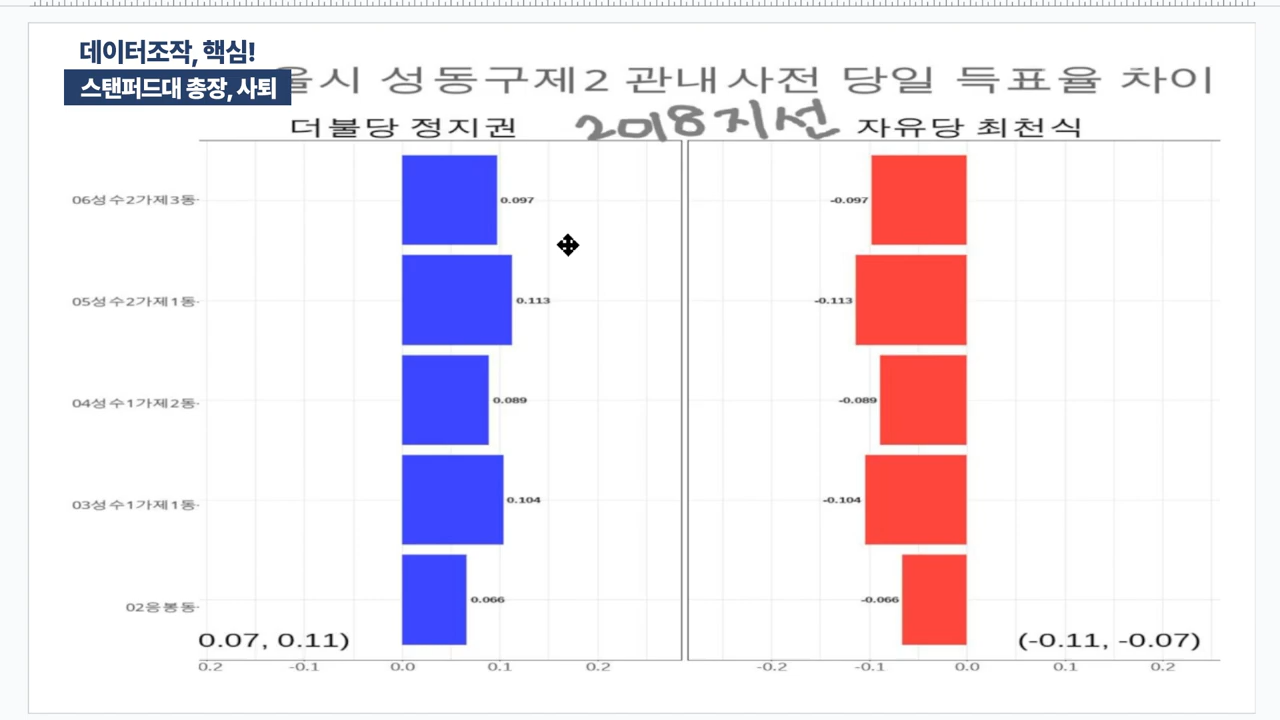 데이터조작, 핵심!
스탠퍼드대 총장, 사퇴
울시 성동구제2 관내사전 당일 득표율 차이
2018지선
더불당 정지권
자유당 최천식
06성수2가제3동
0.097
-0.097
05성수2가제1동
0.113
-0.113
04성수1가제2동
0.089
-0.089
03성수1가제1동
0.104
-0.104
02응봉동
0.066
-0.066
0.07, 0.11)
(-0.11, -0.07)
0.2 -0.1 0.0 0.1 0.2
-0.2 -0.1 0.0 0.1 0.2